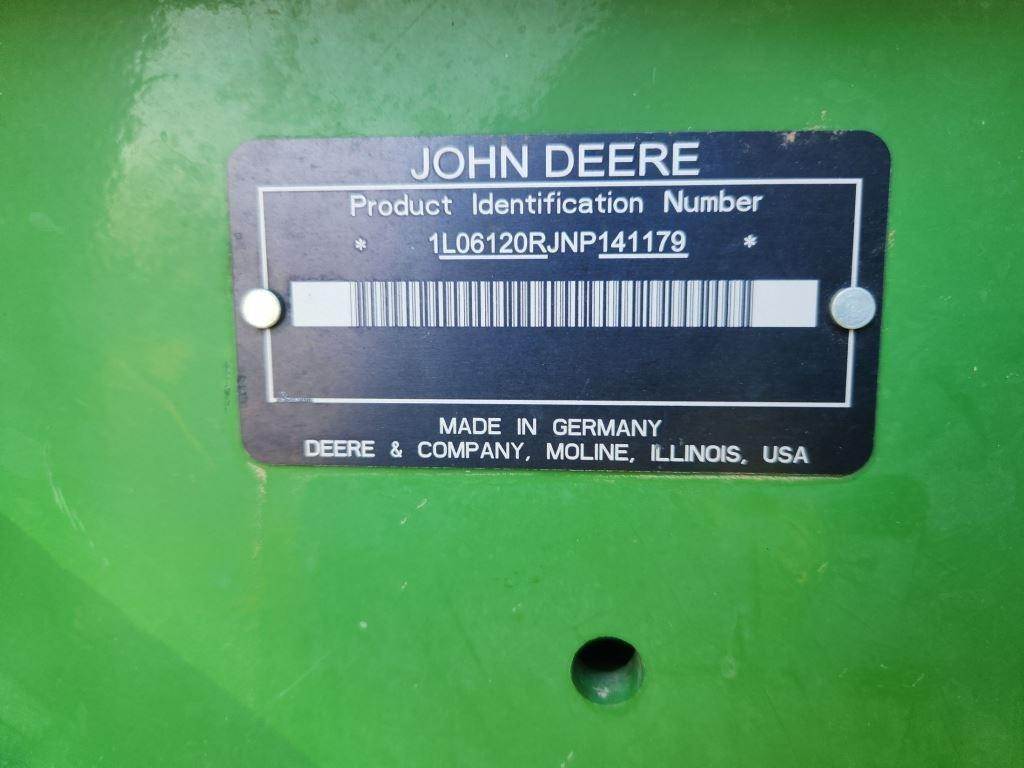 JOHN DEERE
Product Identification Number
* 1L06120RJNP141179 *
MADE IN GERMANY
DEERE & COMPANY, MOLINE, ILLINOIS, USA